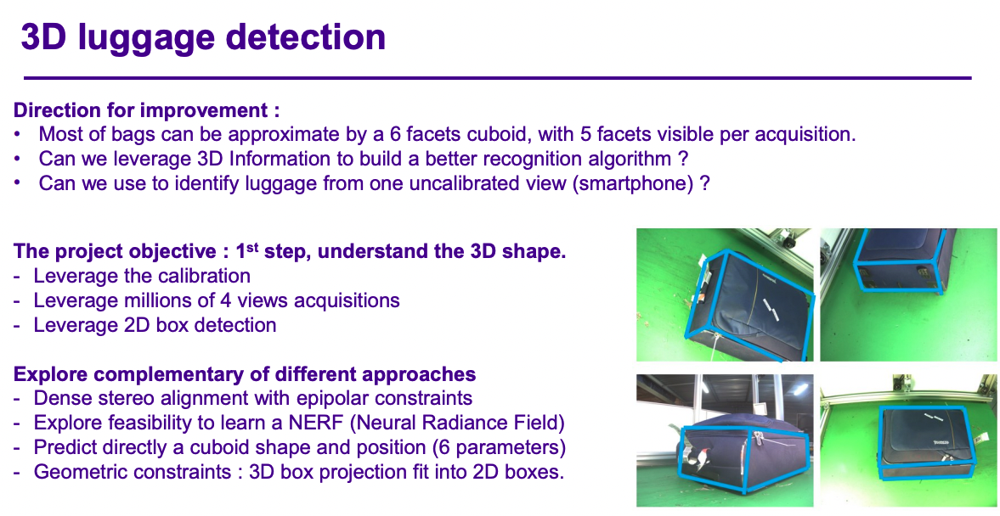 3D luggage detection
Direction for improvement :
• Most of bags can be approximate by a 6 facets cuboid, with 5 facets visible per acquisition.
• Can we leverage 3D Information to build a better recognition algorithm ?
• Can we use to identify luggage from one uncalibrated view (smartphone) ?
The project objective : 1st step, understand the 3D shape.
- Leverage the calibration
- Leverage millions of 4 views acquisitions
- Leverage 2D box detection
Explore complementary of different approaches
- Dense stereo alignment with epipolar constraints
- Explore feasibility to learn a NERF (Neural Radiance Field)
- Predict directly a cuboid shape and position (6 parameters)
- Geometric constraints : 3D box projection fit into 2D boxes.